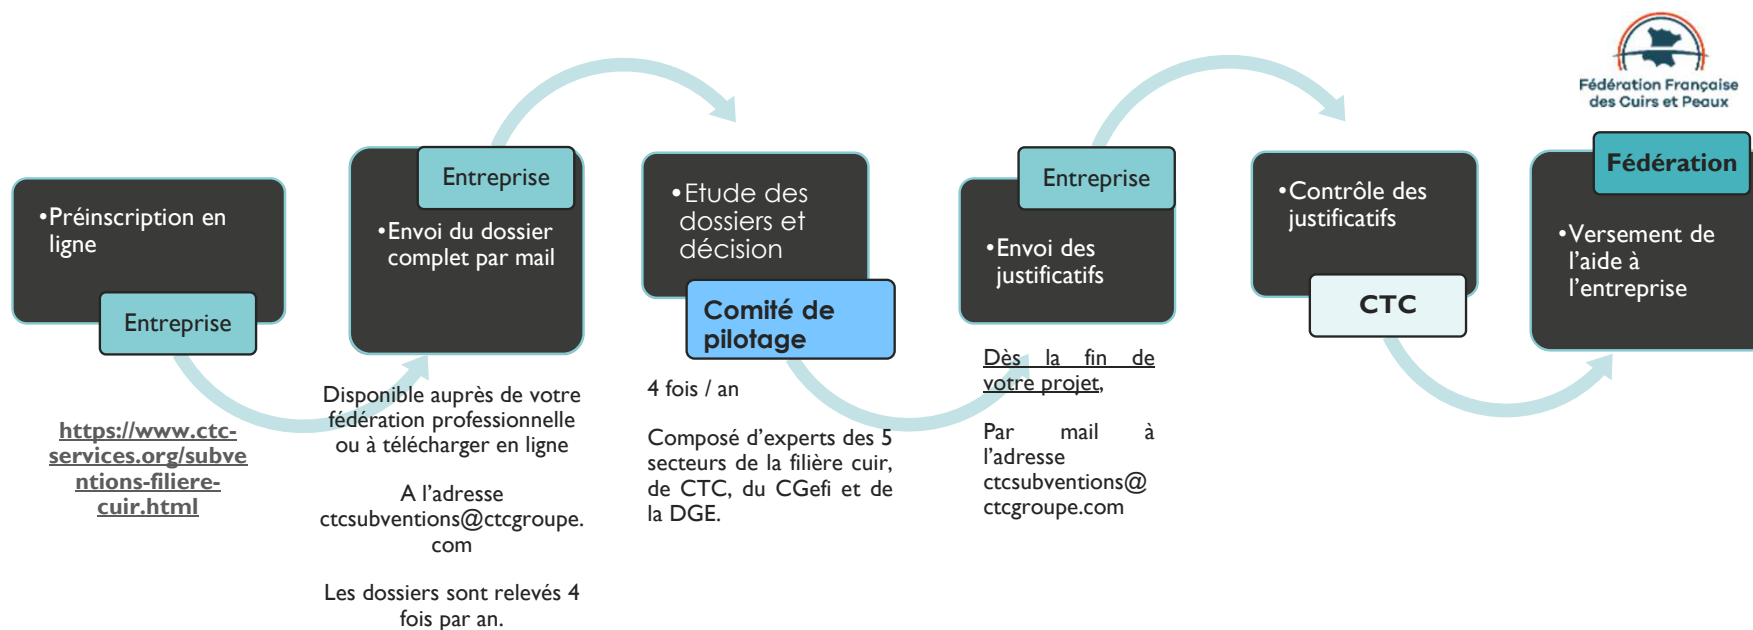 Fédération Française
des Cuirs et Peaux
•Préinscription en
ligne
Entreprise
https://www.ctc-
services.org/subve
ntions-filiere-
cuir.html
Entreprise
•Envoi du dossier
complet par mail
Disponible auprès de votre
fédération professionnelle
ou à télécharger en ligne
A l’adresse
ctcsubventions@ctcgroupe.
com
Les dossiers sont relevés 4
fois par an.
•Etude des
dossiers et
décision
Comité de
pilotage
4 fois / an
Composé d’experts des 5
secteurs de la filière cuir,
de CTC, du CGefi et de
la DGE.
Entreprise
•Envoi des
justificatifs
Dès la fin de
votre projet,
Par mail à
l’adresse
ctcsubventions@
ctcgroupe.com
•Contrôle des
justificatifs
CTC
Fédération
•Versement de
l’aide à
l’entreprise